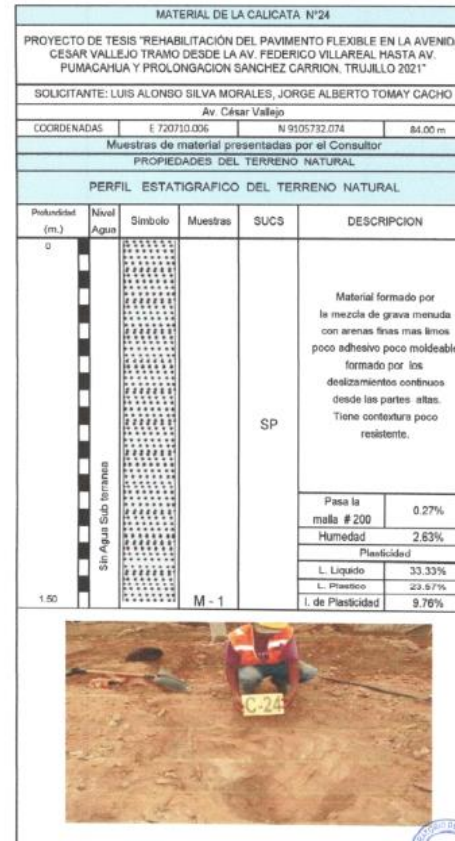 MATERIAL DE LA CALICATA N°24
PROYECTO DE TESIS "REHABILITACIÓN DEL PAVIMENTO FLEXIBLE EN LA AVENID
CESAR VALLEJO TRAMO DESDE LA AV. FEDERICO VILLAREAL HASTA AV.
PUMACAHUA Y PROLONGACION SANCHEZ CARRION, TRUJILLO 2021"
SOLICITANTE: LUIS ALONSO SILVA MORALES, JORGE ALBERTO TOMAY CACHO
Av. César Vallejo
COORDENADAS E 720710.006 N 9105732.074 84.00 m
Muestras de material presentadas por el Consultor
PROPIEDADES DEL TERRENO NATURAL
PERFIL ESTATIGRAFICO DEL TERRENO NATURAL
Profundidad (m.) Nivel Agua Simbolo Muestras SUCS DESCRIPCION
0
Material formado por
la mezcla de grava menuda
con arenas finas mas limos
poco adhesivo poco moldeable
formado por los
deslizamientos continuos
desde las partes altas.
Tiene contextura poco
resistente.
SP
Sin Agua Sub terranea
Pasa la malla # 200 0.27%
Humedad 2.63%
Plasticidad
L. Liquido 33.33%
L. Plastico 23.57%
I. de Plasticidad 9.76%
1.50 M - 1
C-24